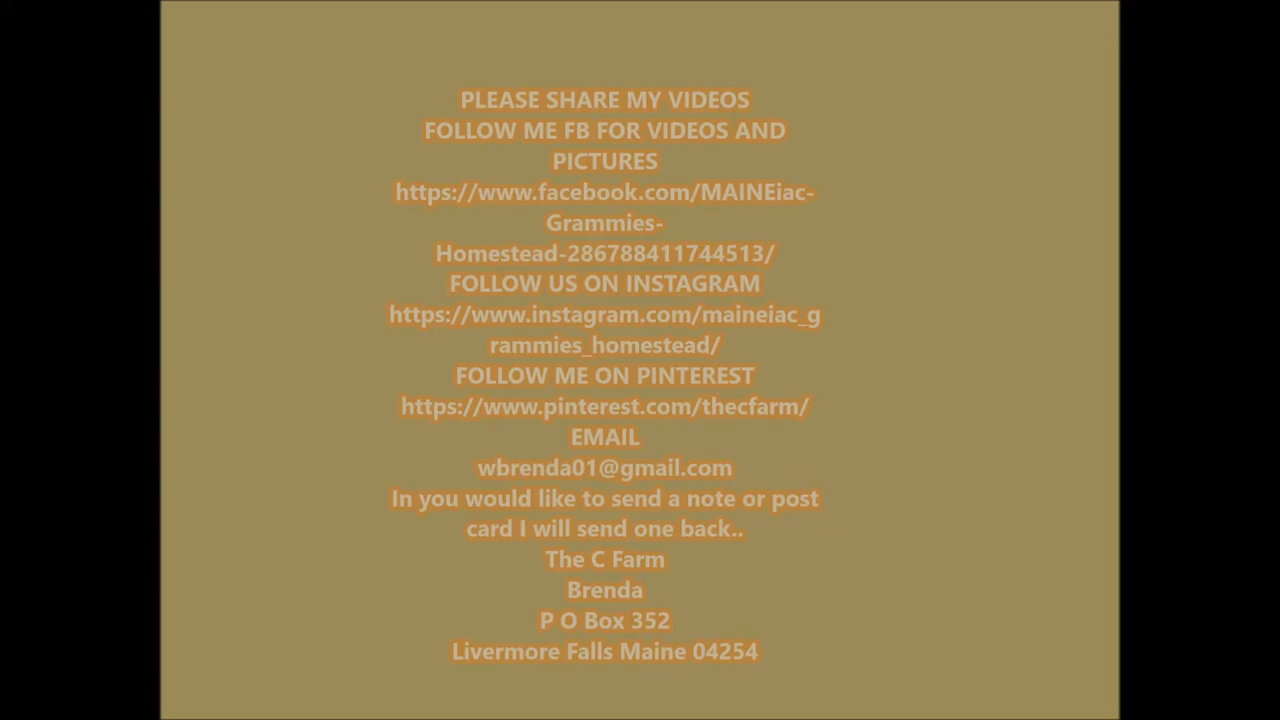 PLEASE SHARE MY VIDEOS
FOLLOW ME FB FOR VIDEOS AND
PICTURES
https://www.facebook.com/MAINEiac-
Grammies-
Homestead-286788411744513/
FOLLOW US ON INSTAGRAM
https://www.instagram.com/maineiac_g
rammies_homestead/
FOLLOW ME ON PINTEREST
https://www.pinterest.com/thecfarm/
EMAIL
wbrenda01@gmail.com
In you would like to send a note or post
card I will send one back..
The C Farm
Brenda
P O Box 352
Livermore Falls Maine 04254